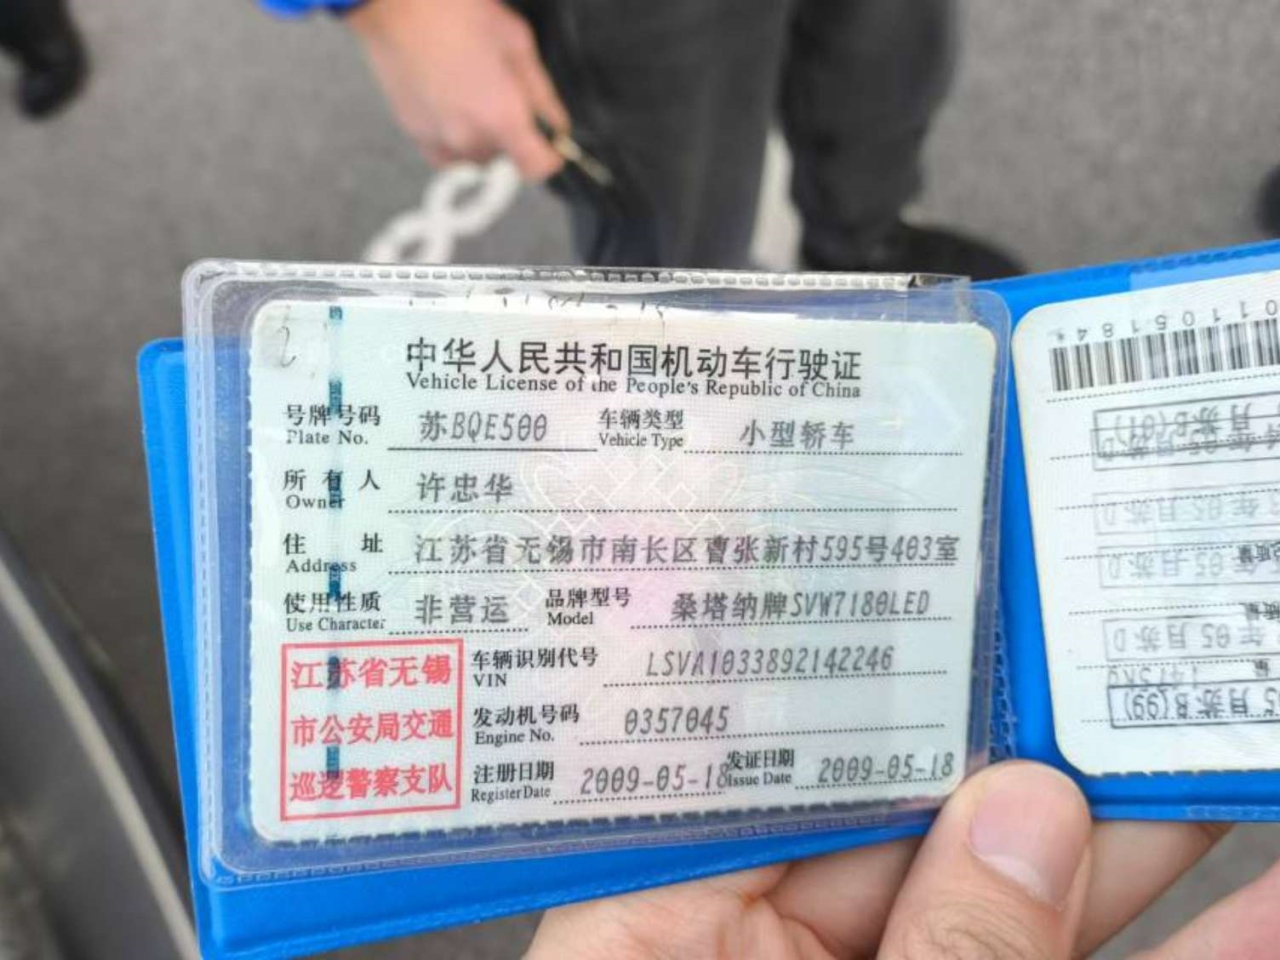 中华人民共和国机动车行驶证
Vehicle License of the People's Republic of China
号牌号码 苏BQE500 车辆类型 小型轿车
Plate No. Vehicle Type
所有人 许忠华
Owner
住址 江苏省无锡市南长区曹张新村595号403室
Address
使用性质 非营运 品牌型号 桑塔纳牌SVW7180LED
Use Character Model
江苏省无锡
市公安局交通
巡逻警察支队
车辆识别代号 LSVA1033892142246
VIN
发动机号码 0357045
Engine No.
注册日期 2009-05-18 发证日期 2009-05-18
Register Date Issue Date